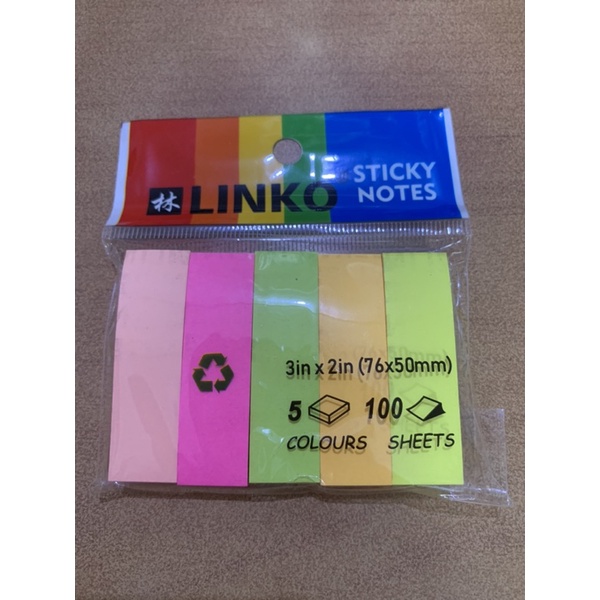 林 LINKO
STICKY
NOTES
3in x 2in (76x50mm)
5 100
COLOURS SHEETS